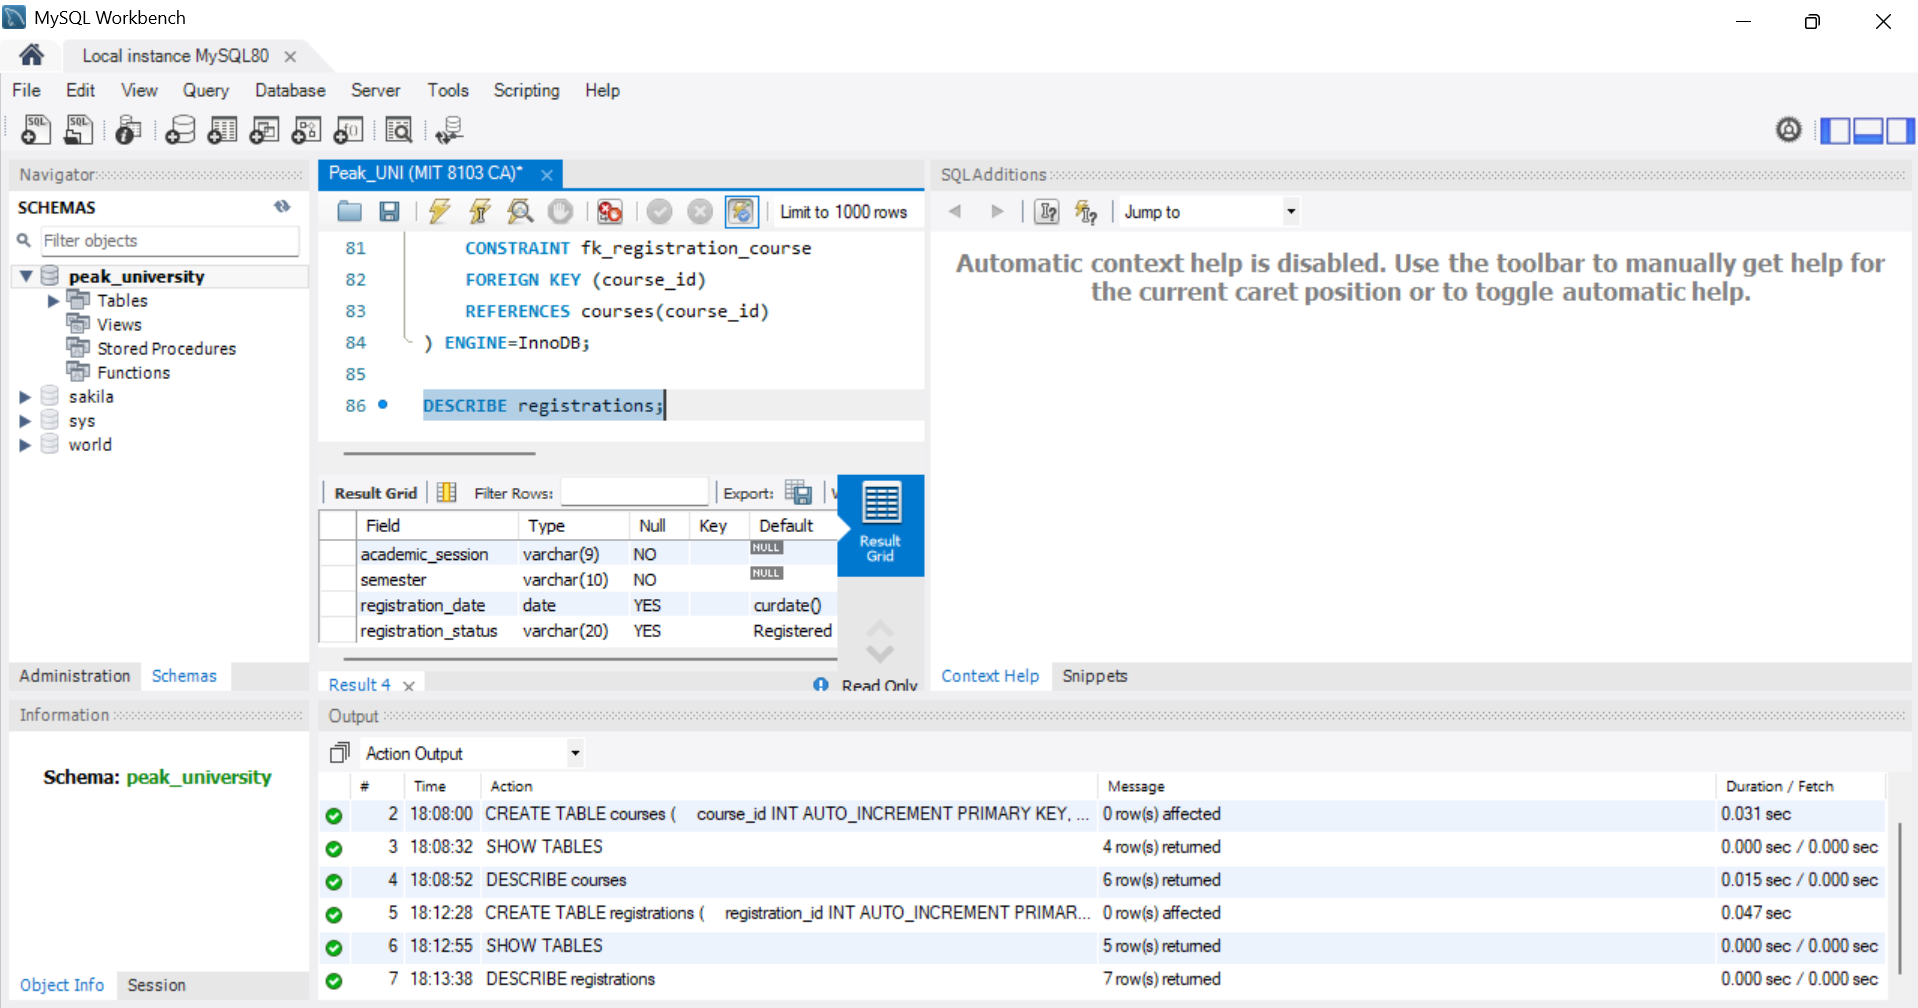 MySQL Workbench
Local instance MySQL80
File Edit View Query Database Server Tools Scripting Help
Navigator
SCHEMAS
Filter objects
peak_university
Tables
Views
Stored Procedures
Functions
sakila
sys
world
Administration Schemas
Information
Schema: peak_university
Object Info Session
Peak_UNI (MIT 8103 CA)*
Limit to 1000 rows
81 CONSTRAINT fk_registration_course
82 FOREIGN KEY (course_id)
83 REFERENCES courses(course_id)
84 ) ENGINE=InnoDB;
85
86 DESCRIBE registrations;
Result Grid Filter Rows: Export:
Field Type Null Key Default
academic_session varchar(9) NO NULL
semester varchar(10) NO NULL
registration_date date YES curdate()
registration_status varchar(20) YES Registered
Result Grid
Result 4 Read Only
SQLAdditions
Jump to
Automatic context help is disabled. Use the toolbar to manually get help for
the current caret position or to toggle automatic help.
Context Help Snippets
Output
Action Output
# Time Action Message Duration / Fetch
2 18:08:00 CREATE TABLE courses ( course_id INT AUTO_INCREMENT PRIMARY KEY, ... 0 row(s) affected 0.031 sec
3 18:08:32 SHOW TABLES 4 row(s) returned 0.000 sec / 0.000 sec
4 18:08:52 DESCRIBE courses 6 row(s) returned 0.015 sec / 0.000 sec
5 18:12:28 CREATE TABLE registrations ( registration_id INT AUTO_INCREMENT PRIMAR... 0 row(s) affected 0.047 sec
6 18:12:55 SHOW TABLES 5 row(s) returned 0.000 sec / 0.000 sec
7 18:13:38 DESCRIBE registrations 7 row(s) returned 0.000 sec / 0.000 sec